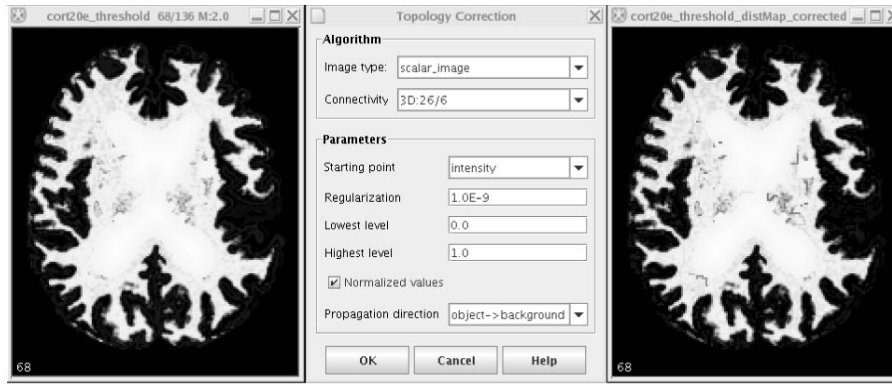 cort20e_threshold 68/136 M:2.0
68
Topology Correction
Algorithm
Image type: scalar_image
Connectivity 3D:26/6
Parameters
Starting point intensity
Regularization 1.0E-9
Lowest level 0.0
Highest level 1.0
Normalized values
Propagation direction object->background
OK Cancel Help
cort20e_threshold_distMap_corrected
68